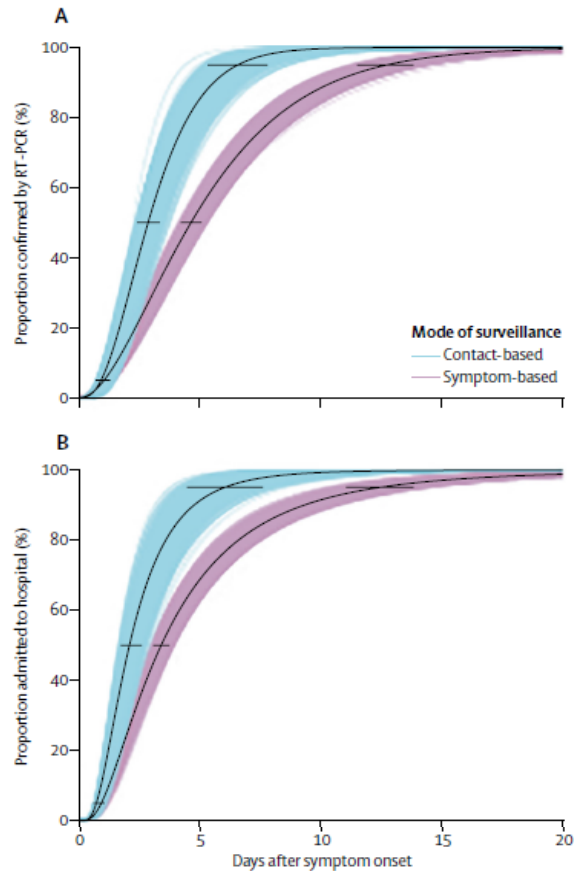 A
Proportion confirmed by RT-PCR (%)
100
80
60
40
20
0
Mode of surveillance
Contact-based
Symptom-based
B
Proportion admitted to hospital (%)
100
80
60
40
20
0
0 5 10 15 20
Days after symptom onset